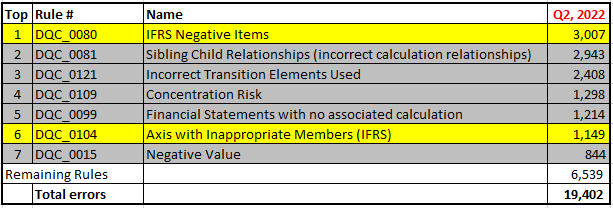 Top Rule # Name Q2, 2022
1 DQC_0080 IFRS Negative Items 3,007
2 DQC_0081 Sibling Child Relationships (incorrect calculation relationships) 2,943
3 DQC_0121 Incorrect Transition Elements Used 2,408
4 DQC_0109 Concentration Risk 1,298
5 DQC_0099 Financial Statements with no associated calculation 1,214
6 DQC_0104 Axis with Inappropriate Members (IFRS) 1,149
7 DQC_0015 Negative Value 844
Remaining Rules 6,539
Total errors 19,402